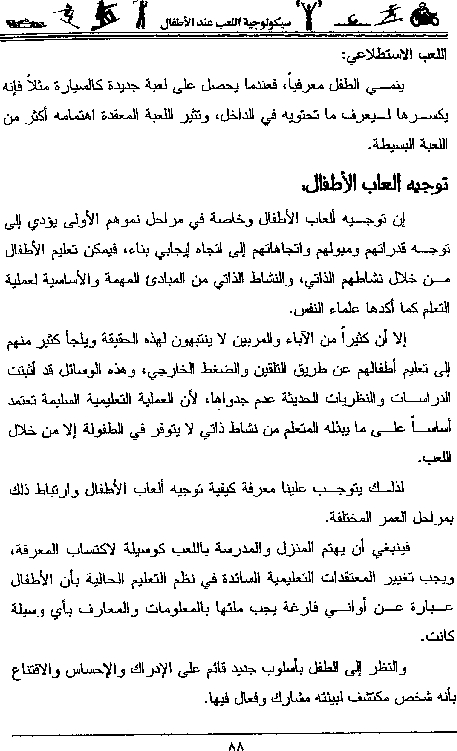 سيكولوجية اللعب عند الأطفال
اللعب الاستطلاعي:
ينمي الطفل معرفياً، فعندما يحصل على لعبة جديدة كالسيارة مثلاً فإنه
يكسرها ليعرف ما تحتويه في الداخل، وتثير اللعبة المعقدة اهتمامه أكثر من
اللعبة البسيطة.
توجيه ألعاب الأطفال:
إن توجيه ألعاب الأطفال وخاصة في مراحل نموهم الأولى يؤدي إلى
توجه قدراتهم وميولهم واتجاهاتهم إلى اتجاه إيجابي بناء، فيمكن تعليم الأطفال
من خلال نشاطهم الذاتي، والنشاط الذاتي من المبادئ المهمة والأساسية لعملية
التعلم كما أكدها علماء النفس.
إلا أن كثيراً من الآباء والمربين لا ينتبهون لهذه الحقيقة ويلجأ كثير منهم
إلى تعليم أطفالهم عن طريق التلقين والضغط الخارجي، وهذه الوسائل قد أثبتت
الدراسات والنظريات الحديثة عدم جدواها، لأن العملية التعليمية السليمة تعتمد
أساساً على ما يبذله المتعلم من نشاط ذاتي لا يتوفر في الطفولة إلا من خلال
اللعب.
لذلك يتوجب علينا معرفة كيفية توجيه ألعاب الأطفال وارتباط ذلك
بمراحل العمر المختلفة.
فينبغي أن يهتم المنزل والمدرسة باللعب كوسيلة لاكتساب المعرفة،
ويجب تغيير المعتقدات التعليمية السائدة في نظم التعليم الحالية بأن الأطفال
عبارة عن أواني فارغة يجب ملئها بالمعلومات والمعارف بأي وسيلة
كانت.
والنظر إلى الطفل بأسلوب جديد قائم على الإدراك والإحساس والاقتناع
بأنه شخص مكتشف لبيئته مشارك وفعال فيها.
٨٨